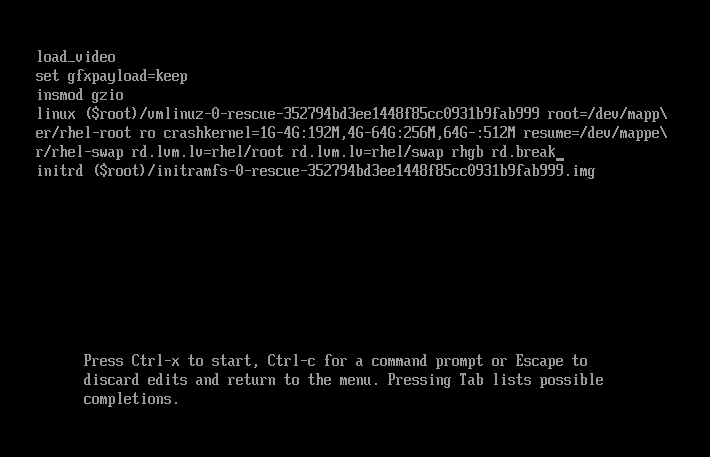 load_video
set gfxpayload=keep
insmod gzio
linux ($root)/vmlinuz-0-rescue-352794bd3ee1448f85cc0931b9fab999 root=/dev/mapp\
er/rhel-root ro crashkernel=1G-4G:192M,4G-64G:256M,64G-:512M resume=/dev/mappe\
r/rhel-swap rd.lvm.lv=rhel/root rd.lvm.lv=rhel/swap rhgb rd.break_
initrd ($root)/initramfs-0-rescue-352794bd3ee1448f85cc0931b9fab999.img
Press Ctrl-x to start, Ctrl-c for a command prompt or Escape to
discard edits and return to the menu. Pressing Tab lists possible
completions.